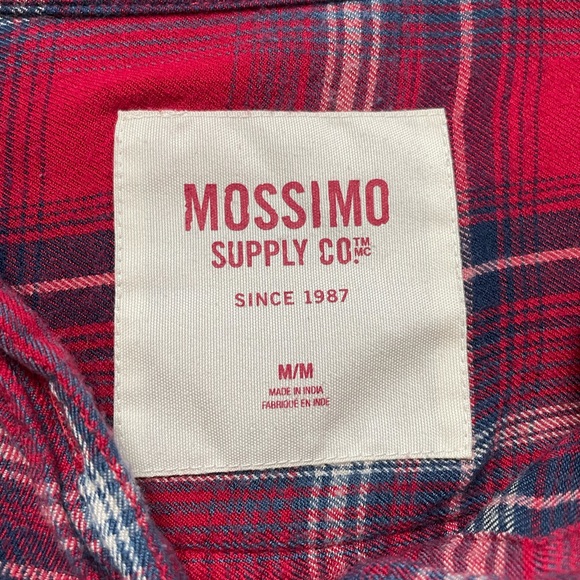 MOSSIMO
SUPPLY CO.™ MC
SINCE 1987
M/M
MADE IN INDIA
FABRIQUÉ EN INDE